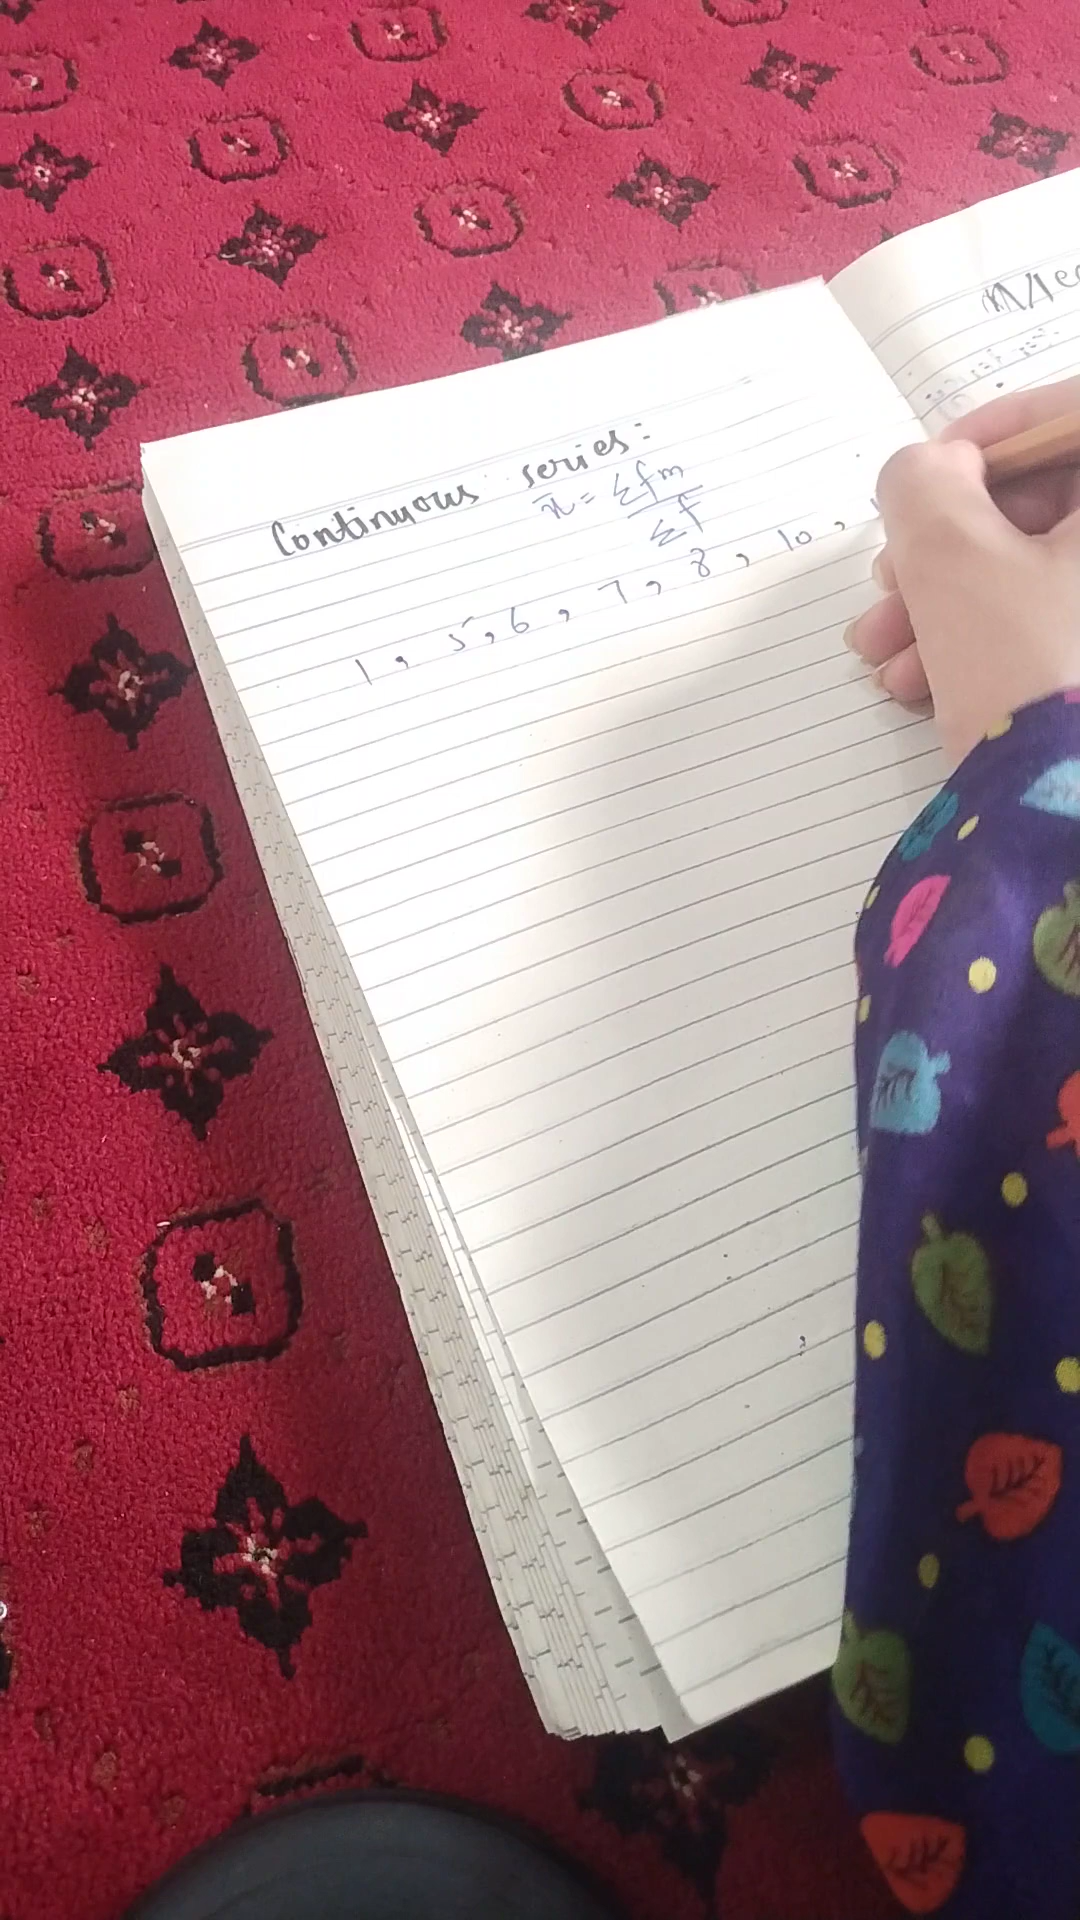 Continuous series:
x̄ = Σfm
Σf
1, 5, 6, 7, 8, 10,